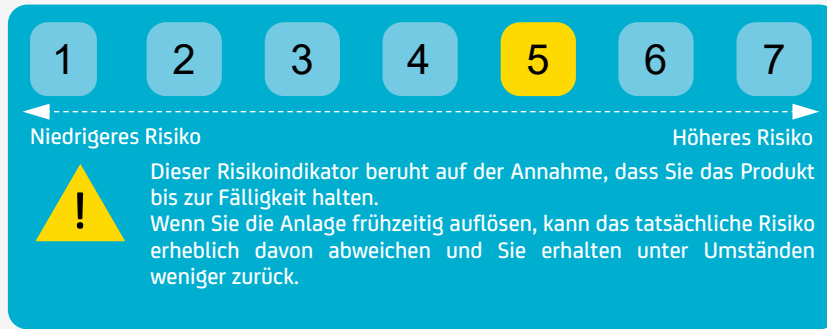 1 2 3 4 5 6 7
Niedrigeres Risiko Höheres Risiko
Dieser Risikoindikator beruht auf der Annahme, dass Sie das Produkt
bis zur Fälligkeit halten.
!
Wenn Sie die Anlage frühzeitig auflösen, kann das tatsächliche Risiko
erheblich davon abweichen und Sie erhalten unter Umständen
weniger zurück.